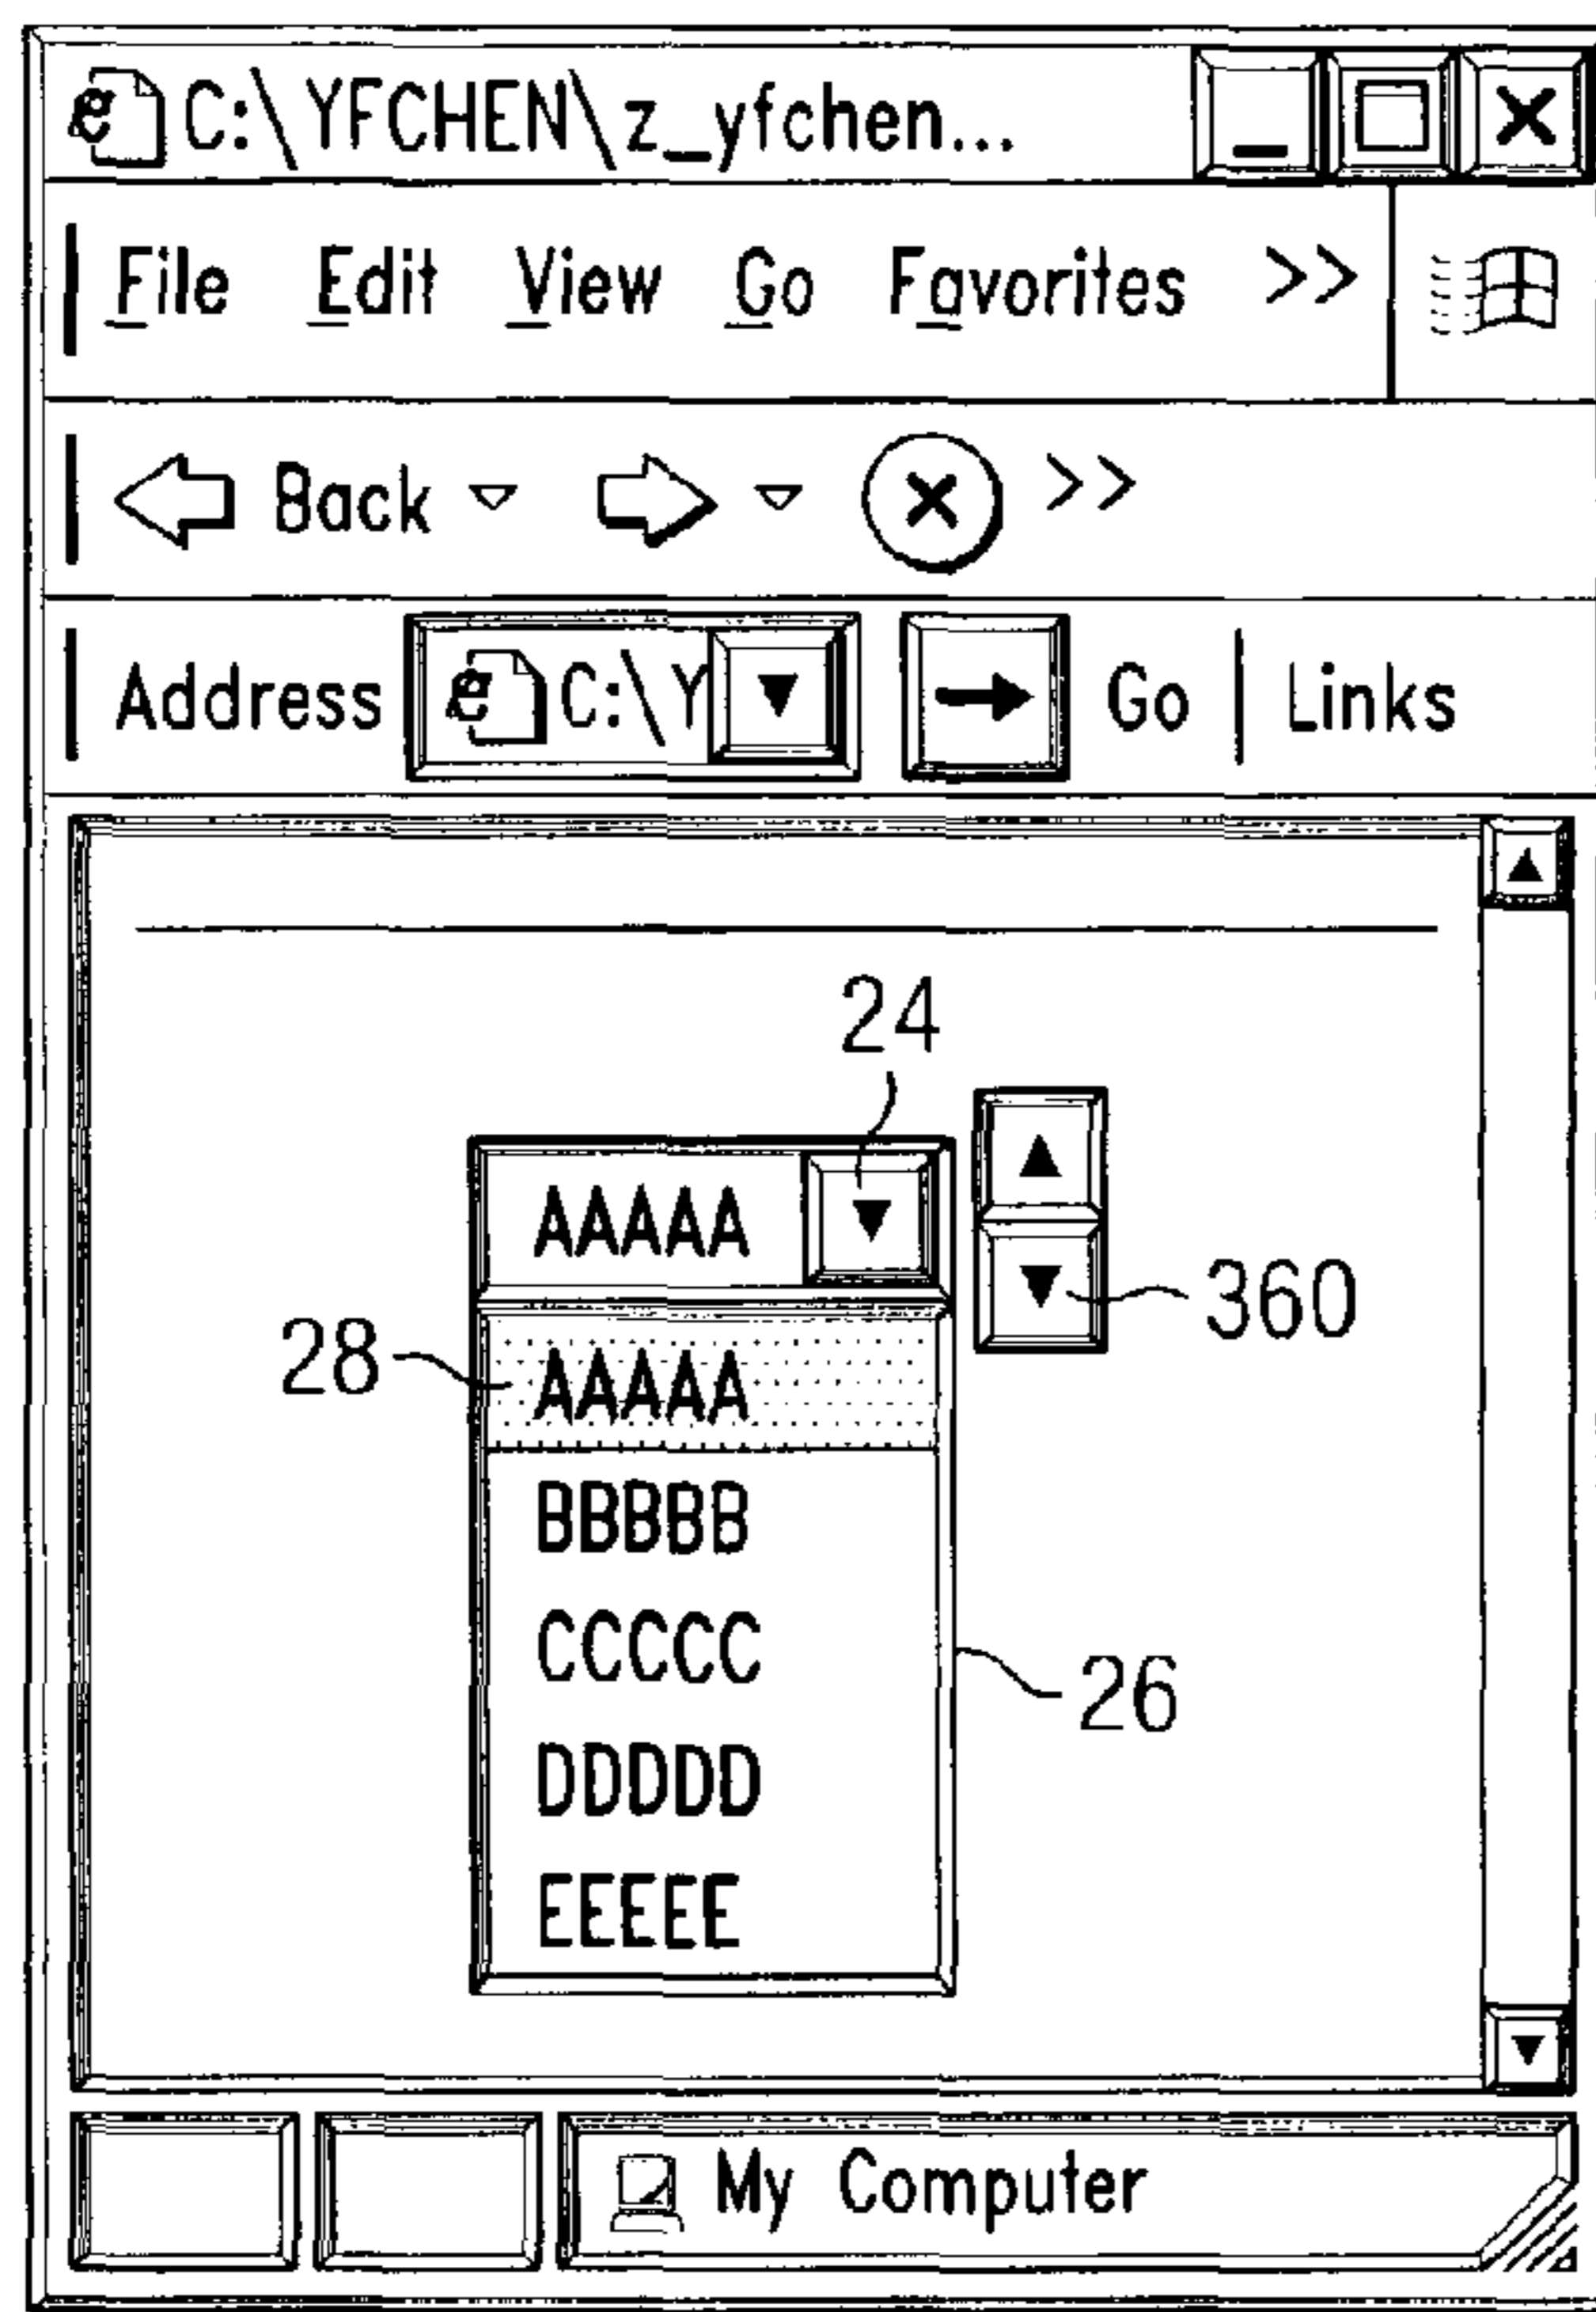 C:\YFCHEN\z_yfchen...
File Edit View Go Favorites >>
Back >>
Address C:\Y Go Links
24
AAAAA
360
28 AAAAA
BBBBB
CCCCC
26
DDDDD
EEEEE
My Computer